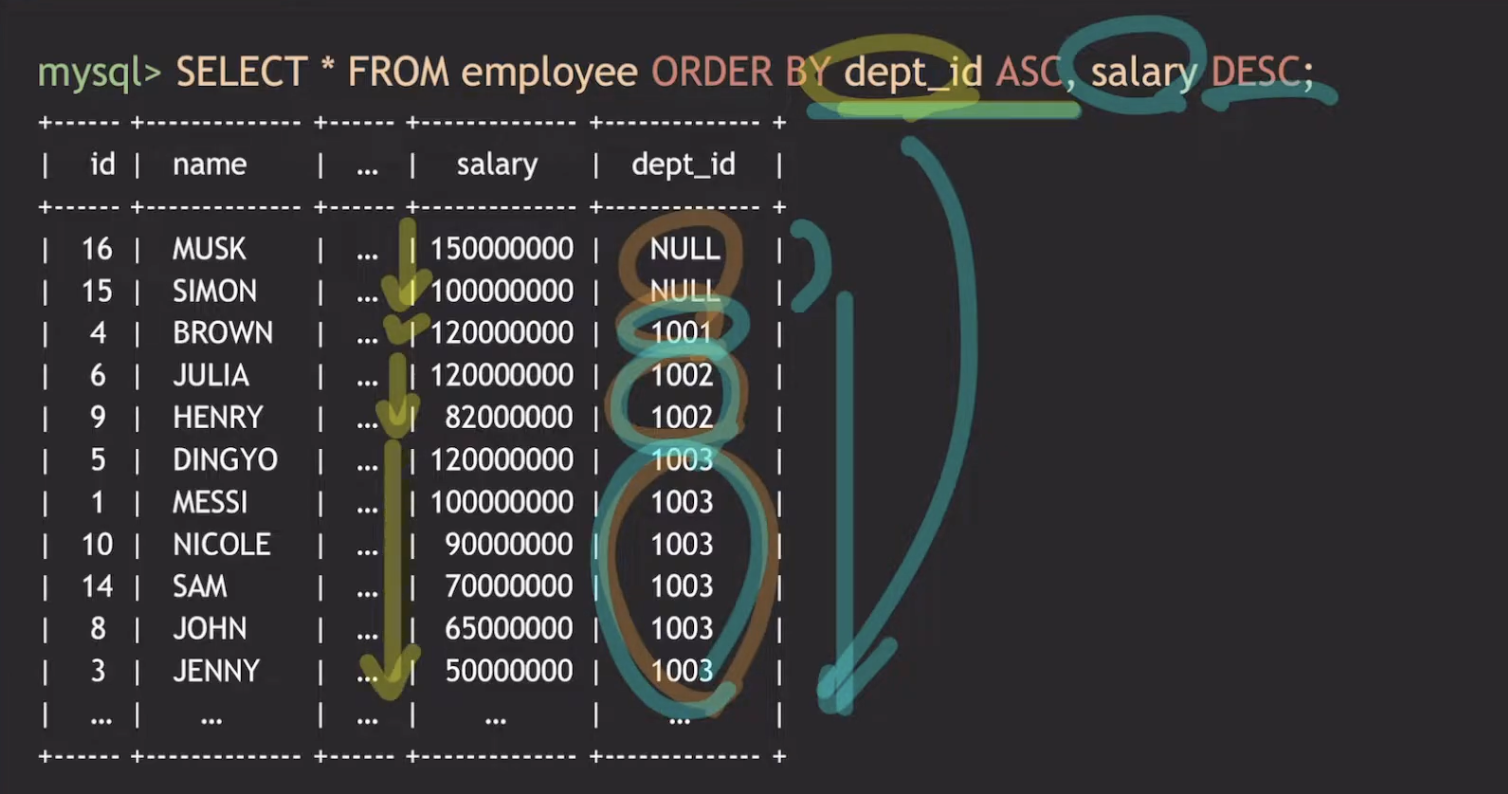 mysql> SELECT * FROM employee ORDER BY dept_id ASC, salary DESC;
+------ +------------- +------ +------------- +------------- +
| id | name | ... | salary | dept_id |
+------ +------------- +------ +------------- +------------- +
| 16 | MUSK | ... | 150000000 | NULL |
| 15 | SIMON | ... | 100000000 | NULL |
| 4 | BROWN | ... | 120000000 | 1001 |
| 6 | JULIA | ... | 120000000 | 1002 |
| 9 | HENRY | ... | 82000000 | 1002 |
| 5 | DINGYO | ... | 120000000 | 1003 |
| 1 | MESSI | ... | 100000000 | 1003 |
| 10 | NICOLE | ... | 90000000 | 1003 |
| 14 | SAM | ... | 70000000 | 1003 |
| 8 | JOHN | ... | 65000000 | 1003 |
| 3 | JENNY | ... | 50000000 | 1003 |
| ... | ... | ... | ... | ... |
+------ +------------- +------ +------------- +------------- +